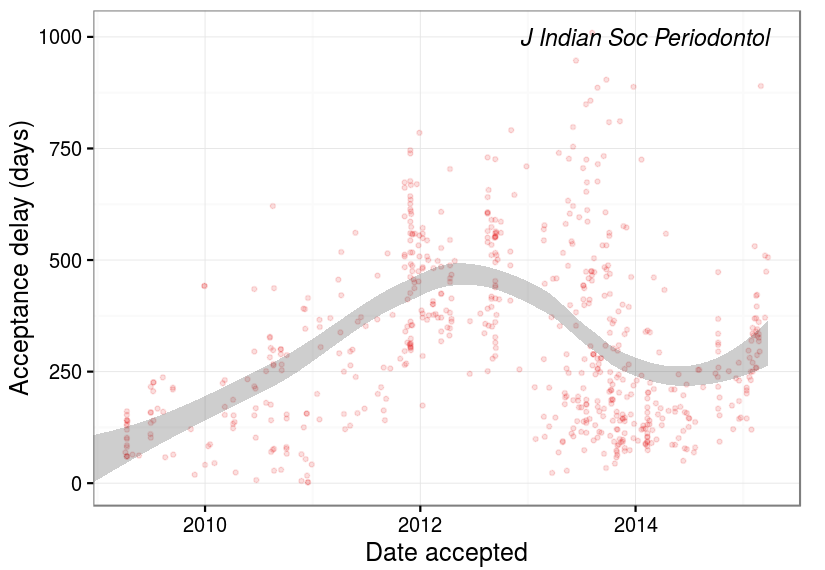 J Indian Soc Periodontol
Acceptance delay (days)
1000
750
500
250
0
2010 2012 2014
Date accepted